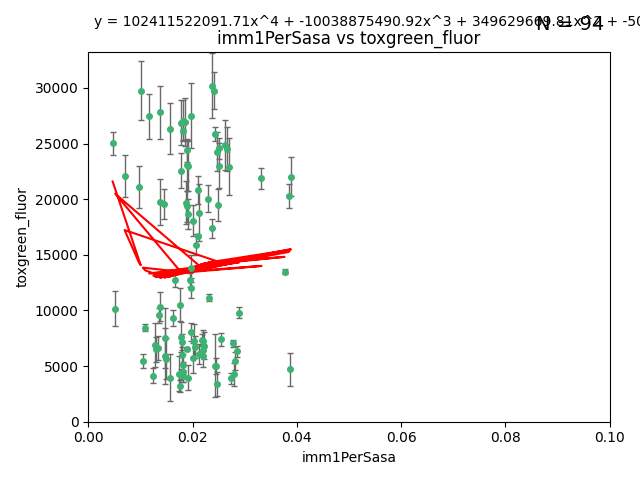 y = 102411522091.71x^4 + -10038875490.92x^3 + 349629669.81x^2 + -50
N = 94
imm1PerSasa vs toxgreen_fluor
30000
25000
20000
15000
10000
5000
0
toxgreen_fluor
0.00 0.02 0.04 0.06 0.08 0.10
imm1PerSasa